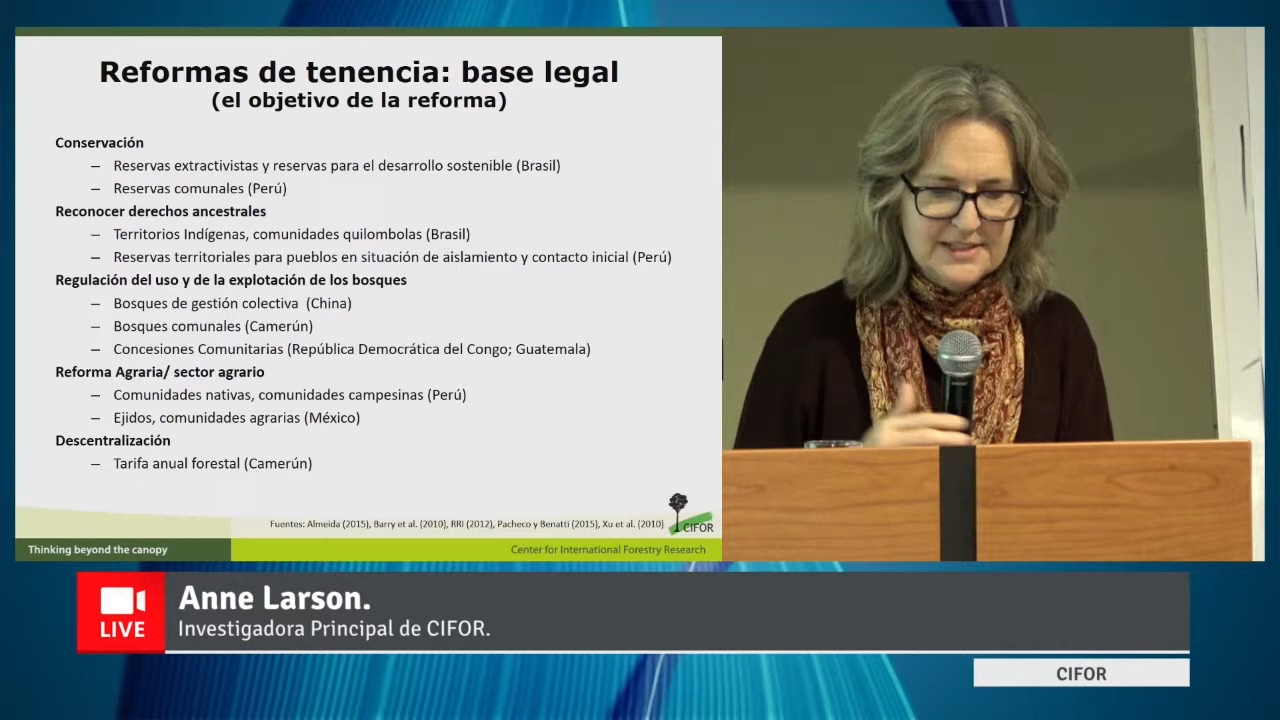 Reformas de tenencia: base legal
(el objetivo de la reforma)
Conservación
– Reservas extractivistas y reservas para el desarrollo sostenible (Brasil)
– Reservas comunales (Perú)
Reconocer derechos ancestrales
– Territorios Indígenas, comunidades quilombolas (Brasil)
– Reservas territoriales para pueblos en situación de aislamiento y contacto inicial (Perú)
Regulación del uso y de la explotación de los bosques
– Bosques de gestión colectiva (China)
– Bosques comunales (Camerún)
– Concesiones Comunitarias (República Democrática del Congo; Guatemala)
Reforma Agraria/ sector agrario
– Comunidades nativas, comunidades campesinas (Perú)
– Ejidos, comunidades agrarias (México)
Descentralización
– Tarifa anual forestal (Camerún)
Fuentes: Almeida (2015), Barry et al. (2010), RRI (2012), Pacheco y Benatti (2015), Xu et al. (2010)
CIFOR
Thinking beyond the canopy
Center for International Forestry Research
LIVE
Anne Larson.
Investigadora Principal de CIFOR.
CIFOR